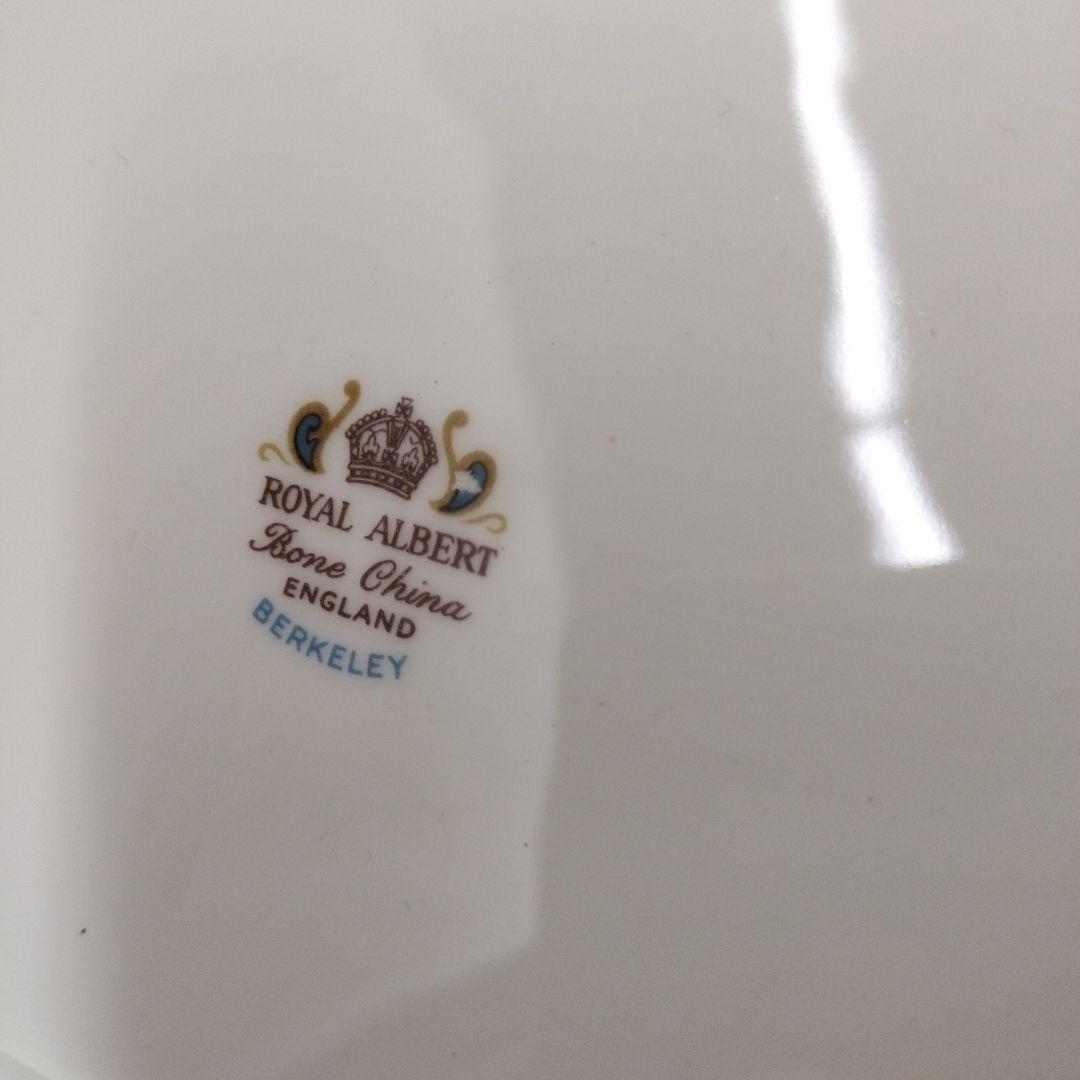 ROYAL ALBERT
Bone China
ENGLAND
BERKELEY